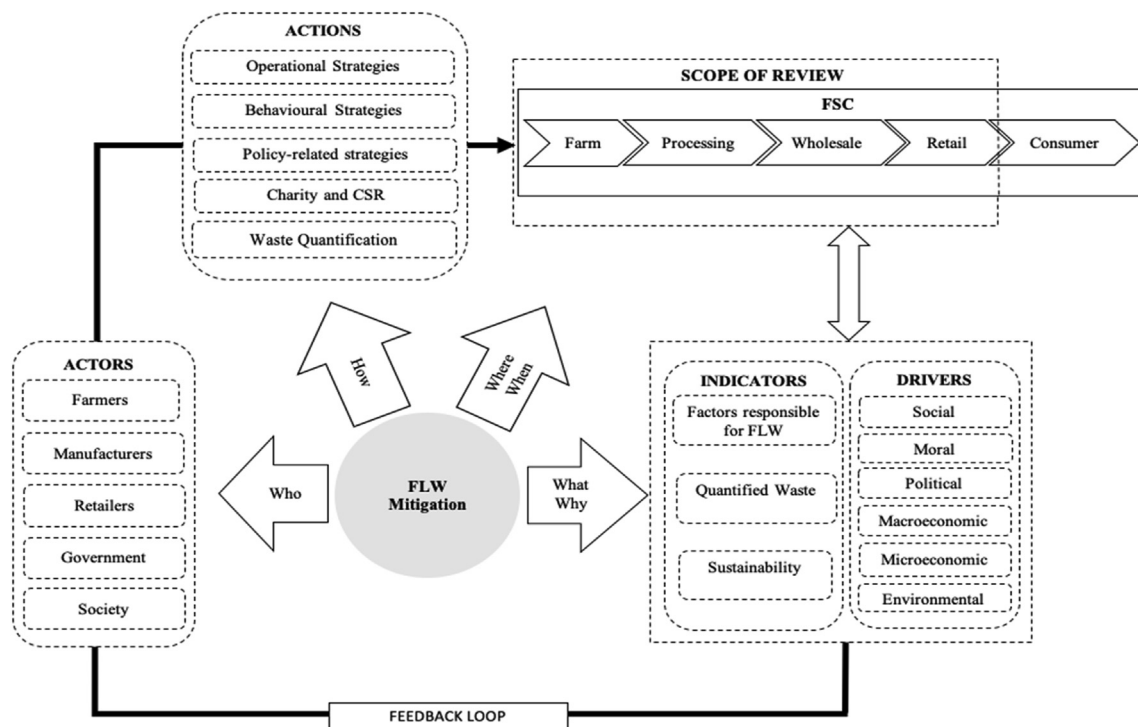 ACTIONS
Operational Strategies
Behavioural Strategies
Policy-related strategies
Charity and CSR
Waste Quantification
SCOPE OF REVIEW
FSC
Farm
Processing
Wholesale
Retail
Consumer
ACTORS
Farmers
Manufacturers
Retailers
Government
Society
How
Where
When
Who
FLW
Mitigation
What
Why
INDICATORS
Factors responsible
for FLW
Quantified Waste
Sustainability
DRIVERS
Social
Moral
Political
Macroeconomic
Microeconomic
Environmental
FEEDBACK LOOP